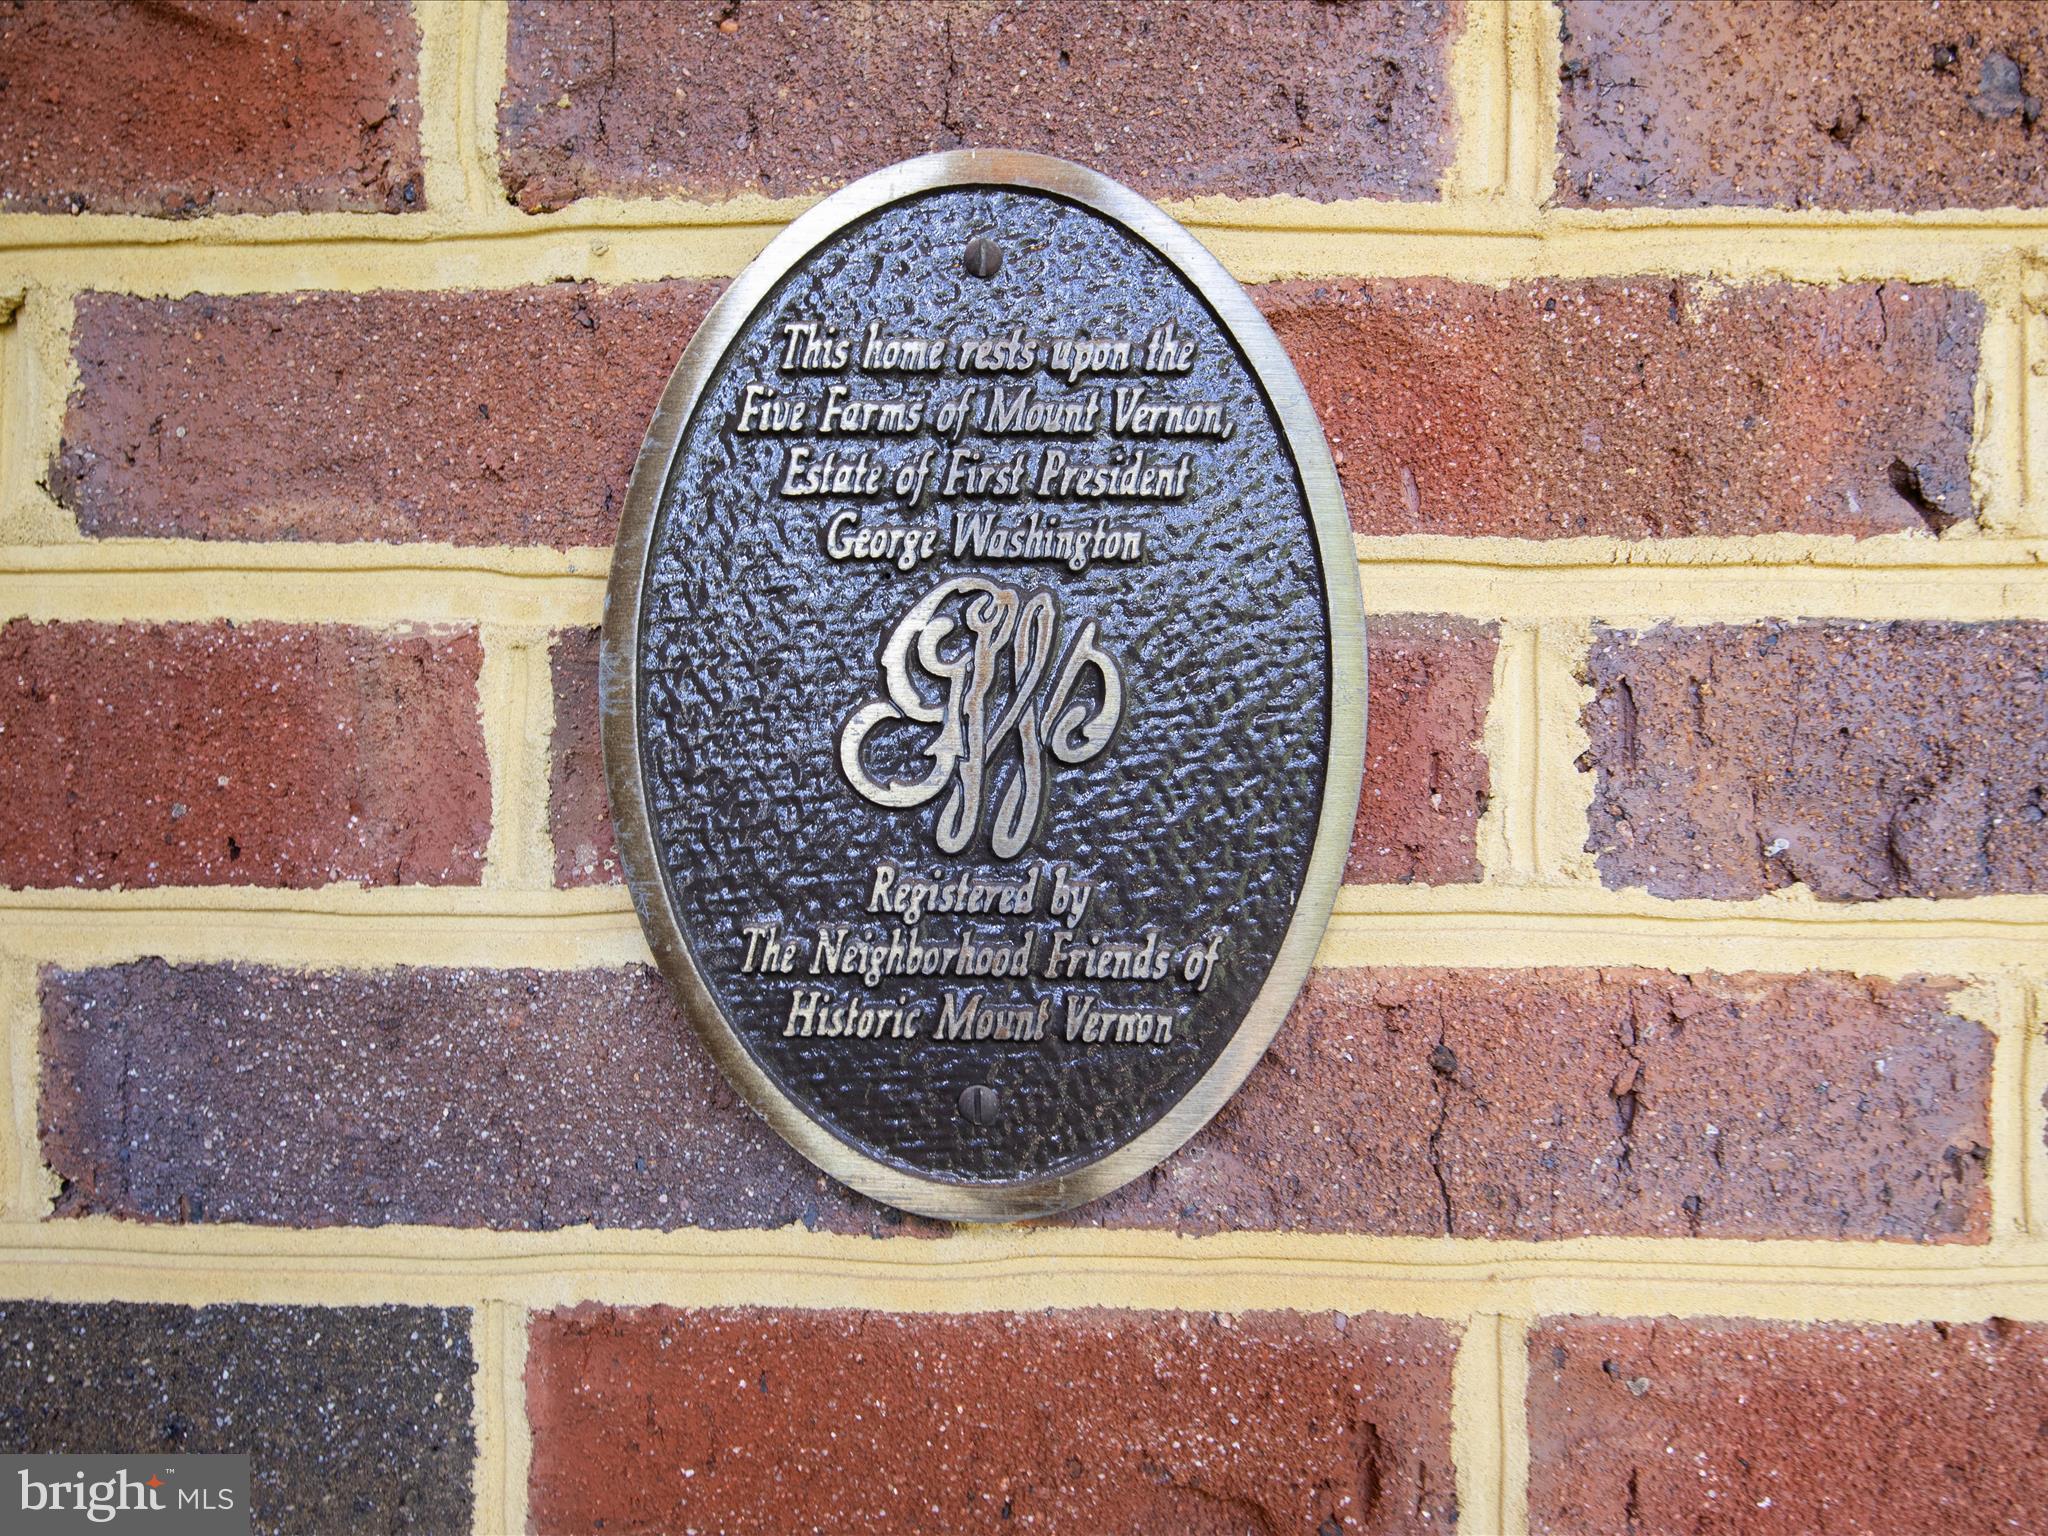 This home rests upon the
Five Farms of Mount Vernon,
Estate of First President
George Washington
GW
Registered by
The Neighborhood Friends of
Historic Mount Vernon
bright™ MLS